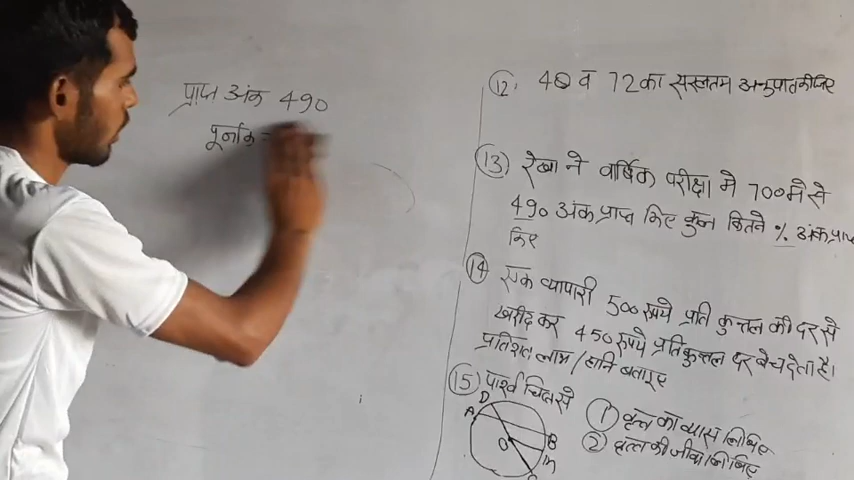 प्राप्त अंक 490
पूर्नाक =
12. 48 व 72 का सरलतम अनुपात कीजिए
13) रेखा ने वार्षिक परीक्षा मे 700 मैं से
490 अंक प्राप्त किए कुल कितने % अंक प्राप्त
किए
14 एक व्यापारी 500 रूपये प्रति कुन्तल की दर से
खरीद कर 450 रुपये प्रति कुन्तल दर बेच देता है।
प्रतिशत लाभ / हानि बताइए
15) पार्श्व चित्र से
1) वृत्त का व्यास लिखिए
2) वृत्त की जीवा लिखिए
D
A
O B
m